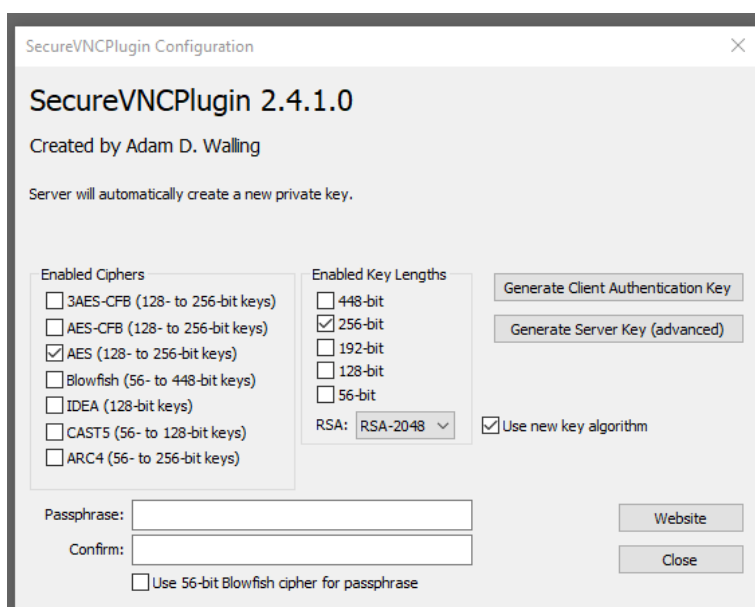 SecureVNCPlugin Configuration
SecureVNCPlugin 2.4.1.0
Created by Adam D. Walling
Server will automatically create a new private key.
Enabled Ciphers
3AES-CFB (128- to 256-bit keys)
AES-CFB (128- to 256-bit keys)
AES (128- to 256-bit keys)
Blowfish (56- to 448-bit keys)
IDEA (128-bit keys)
CAST5 (56- to 128-bit keys)
ARC4 (56- to 256-bit keys)
Enabled Key Lengths
448-bit
256-bit
192-bit
128-bit
56-bit
RSA: RSA-2048
Generate Client Authentication Key
Generate Server Key (advanced)
Use new key algorithm
Passphrase:
Confirm:
Use 56-bit Blowfish cipher for passphrase
Website
Close